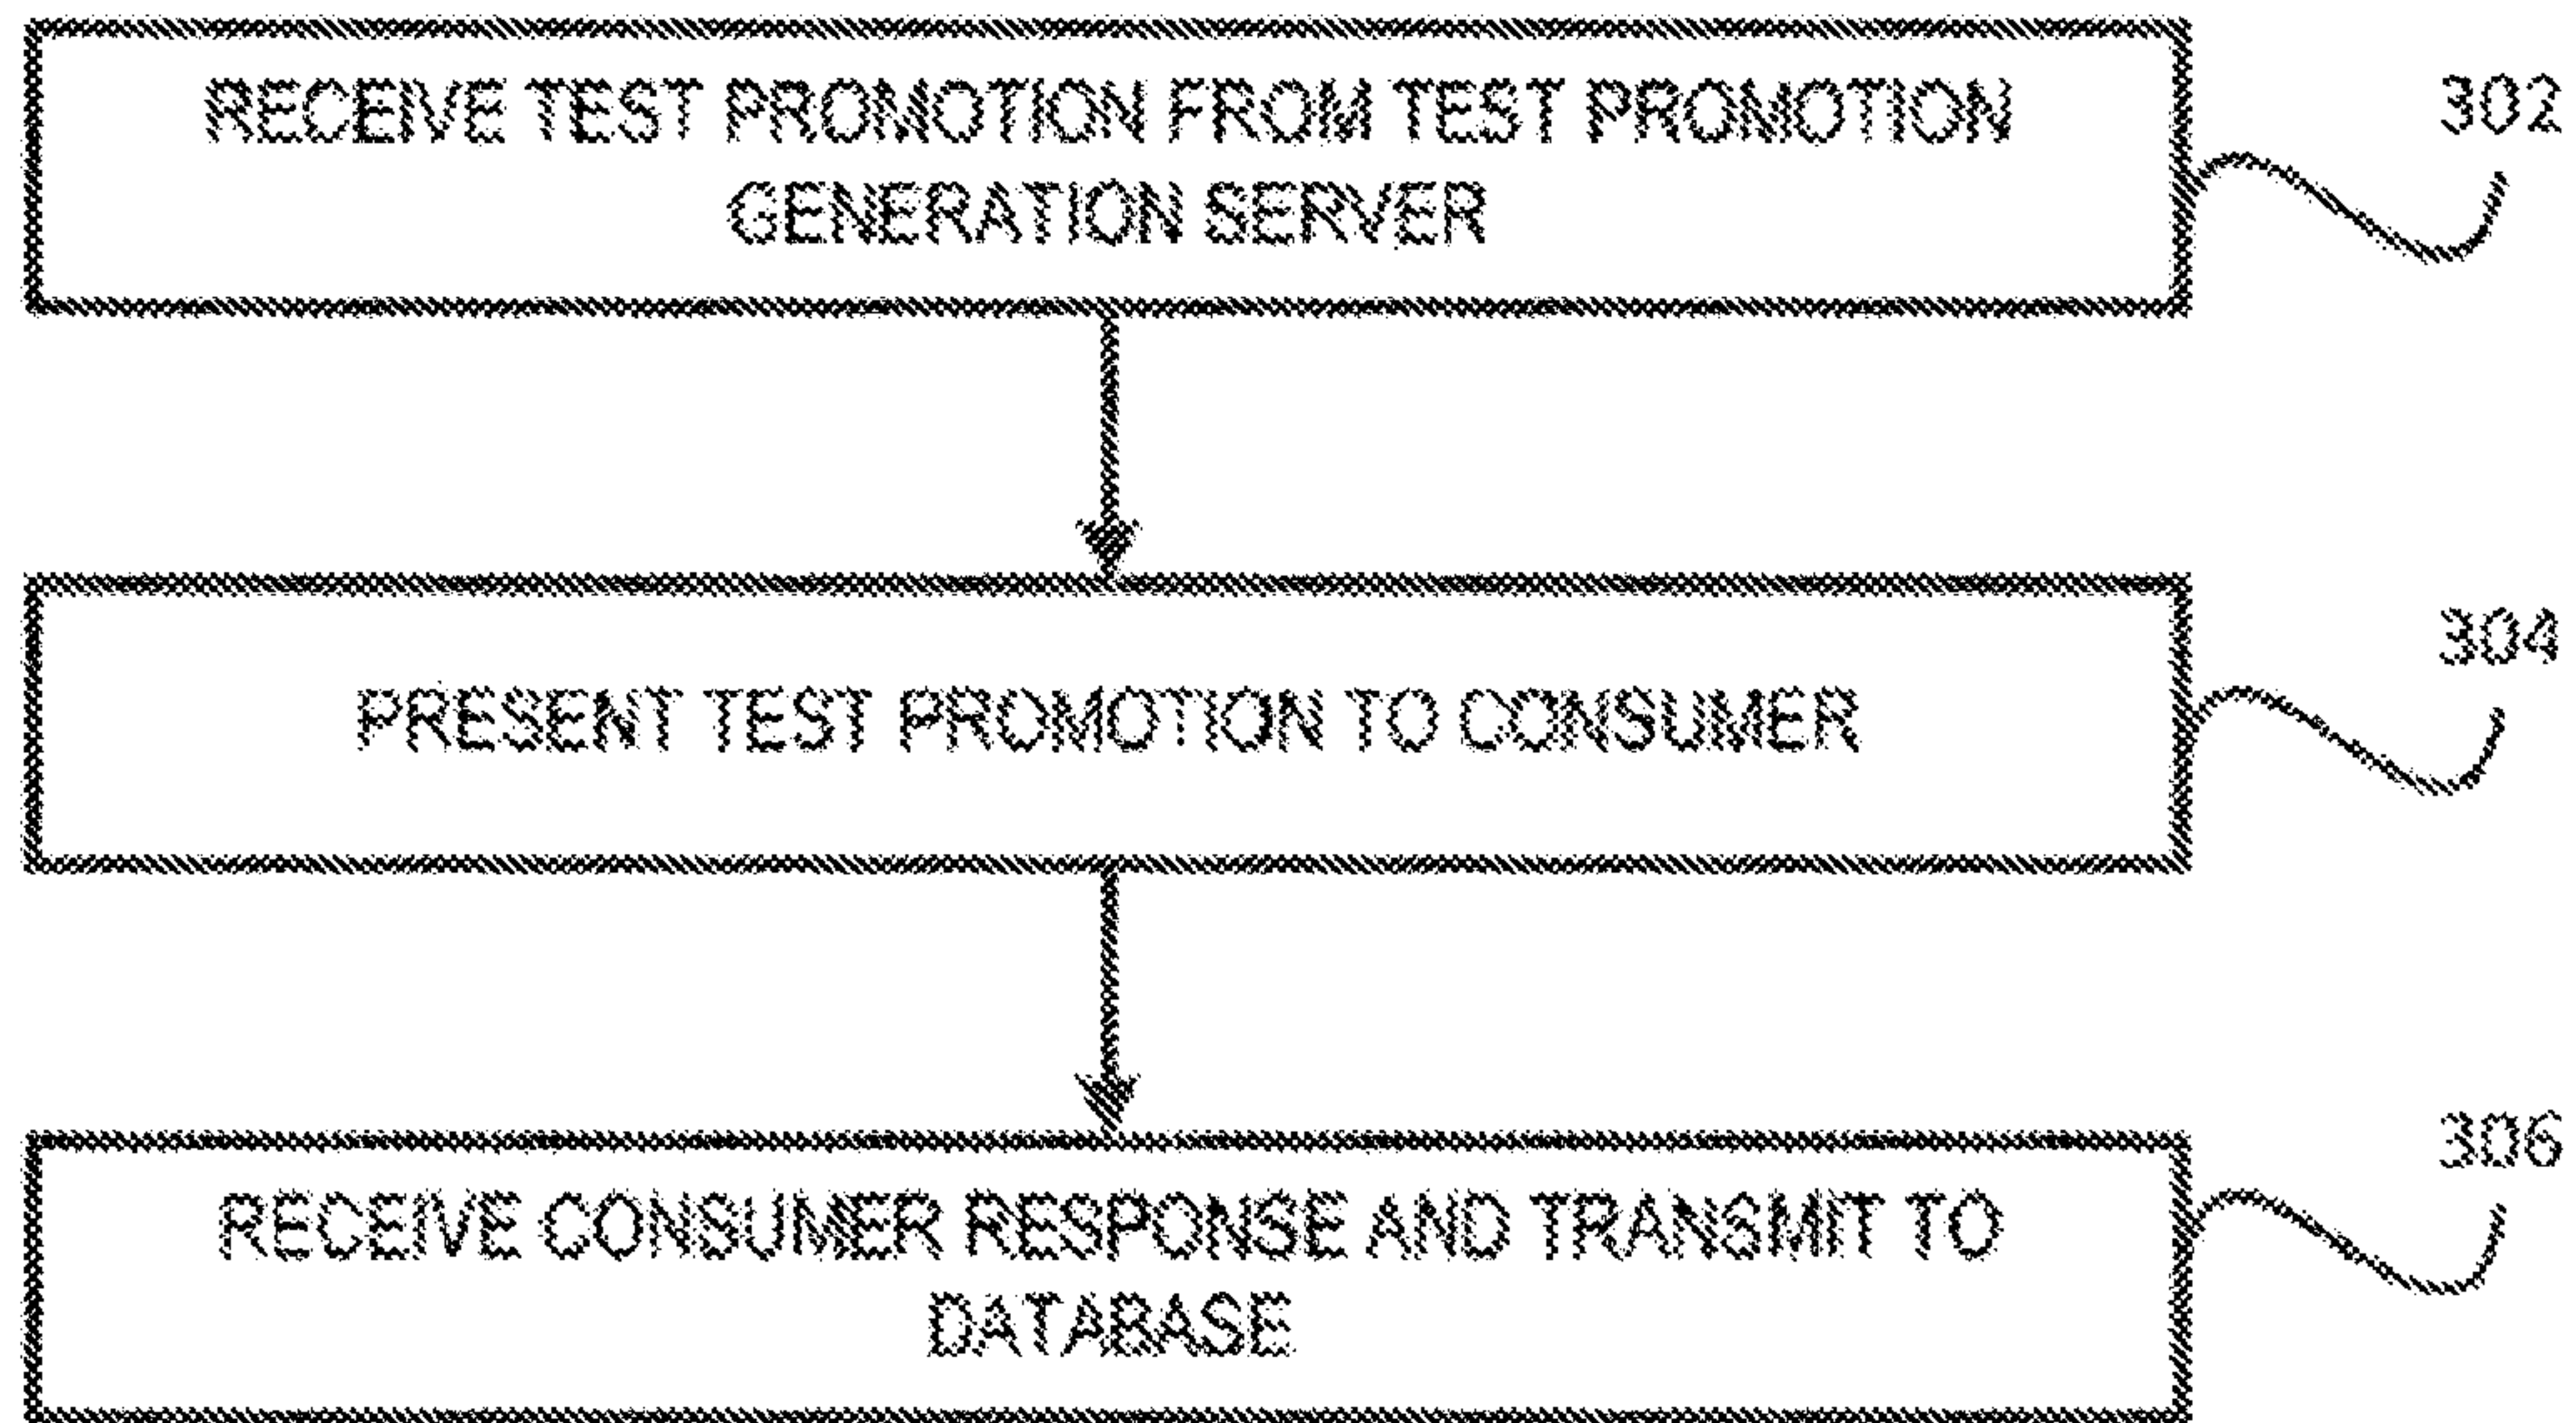 RECEIVE TEST PROMOTION FROM TEST PROMOTION
GENERATION SERVER
302
PRESENT TEST PROMOTION TO CONSUMER
304
RECEIVE CONSUMER RESPONSE AND TRANSMIT TO
DATABASE
306